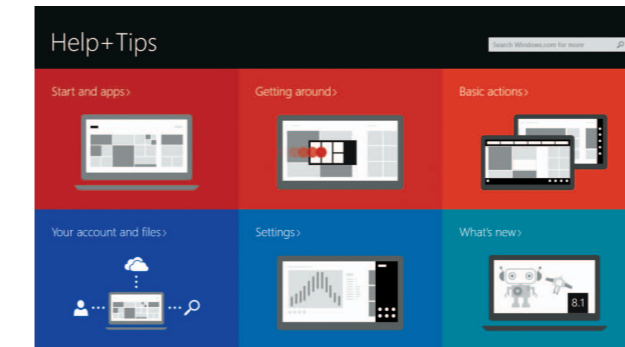 Help+Tips
Search Windows.com for more
Start and apps›
Getting around›
Basic actions›
Your account and files›
Settings›
What's new›
8.1